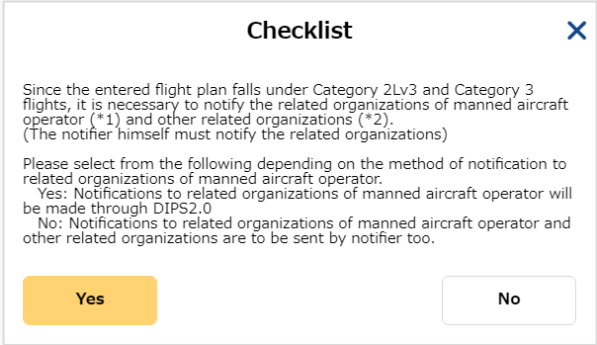 Checklist
Since the entered flight plan falls under Category 2Lv3 and Category 3
flights, it is necessary to notify the related organizations of manned aircraft
operator (*1) and other related organizations (*2).
(The notifier himself must notify the related organizations)
Please select from the following depending on the method of notification to
related organizations of manned aircraft operator.
Yes: Notifications to related organizations of manned aircraft operator will
be made through DIPS2.0
No: Notifications to related organizations of manned aircraft operator and
other related organizations are to be sent by notifier too.
Yes
No